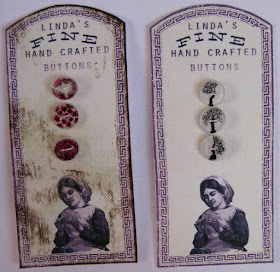 LINDA'S
FINE
HAND CRAFTED
BUTTONS
LINDA'S
FINE
HAND CRAFTED
BUTTONS